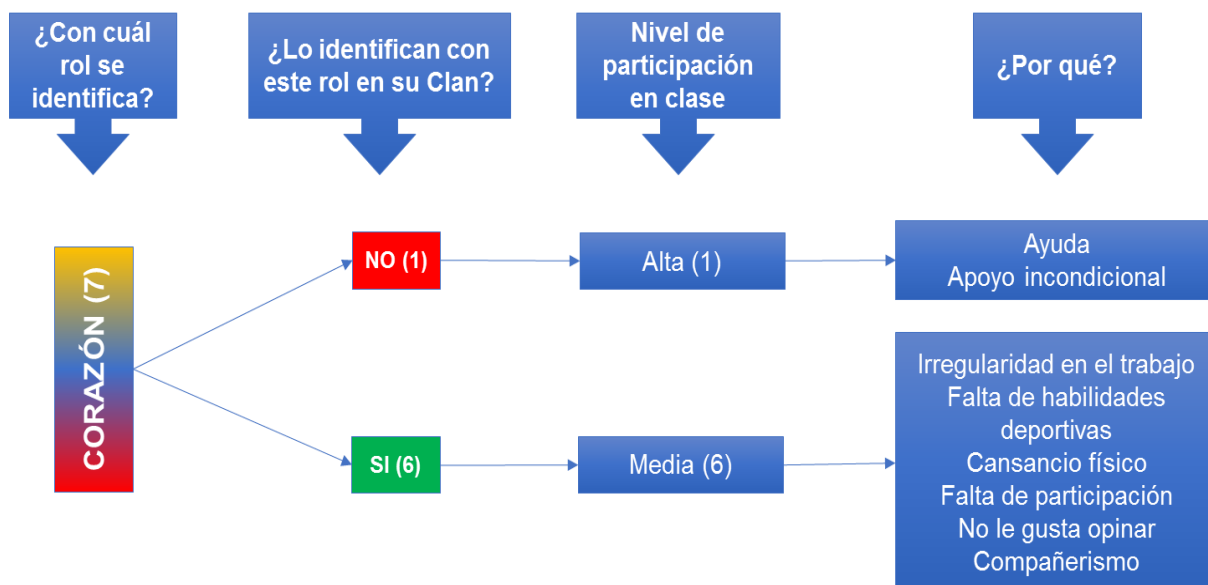 ¿Con cuál
rol se
identifica?
¿Lo identifican con
este rol en su Clan?
Nivel de
participación
en clase
¿Por qué?
CORAZÓN (7)
NO (1)
Alta (1)
Ayuda
Apoyo incondicional
SI (6)
Media (6)
Irregularidad en el trabajo
Falta de habilidades
deportivas
Cansancio físico
Falta de participación
No le gusta opinar
Compañerismo